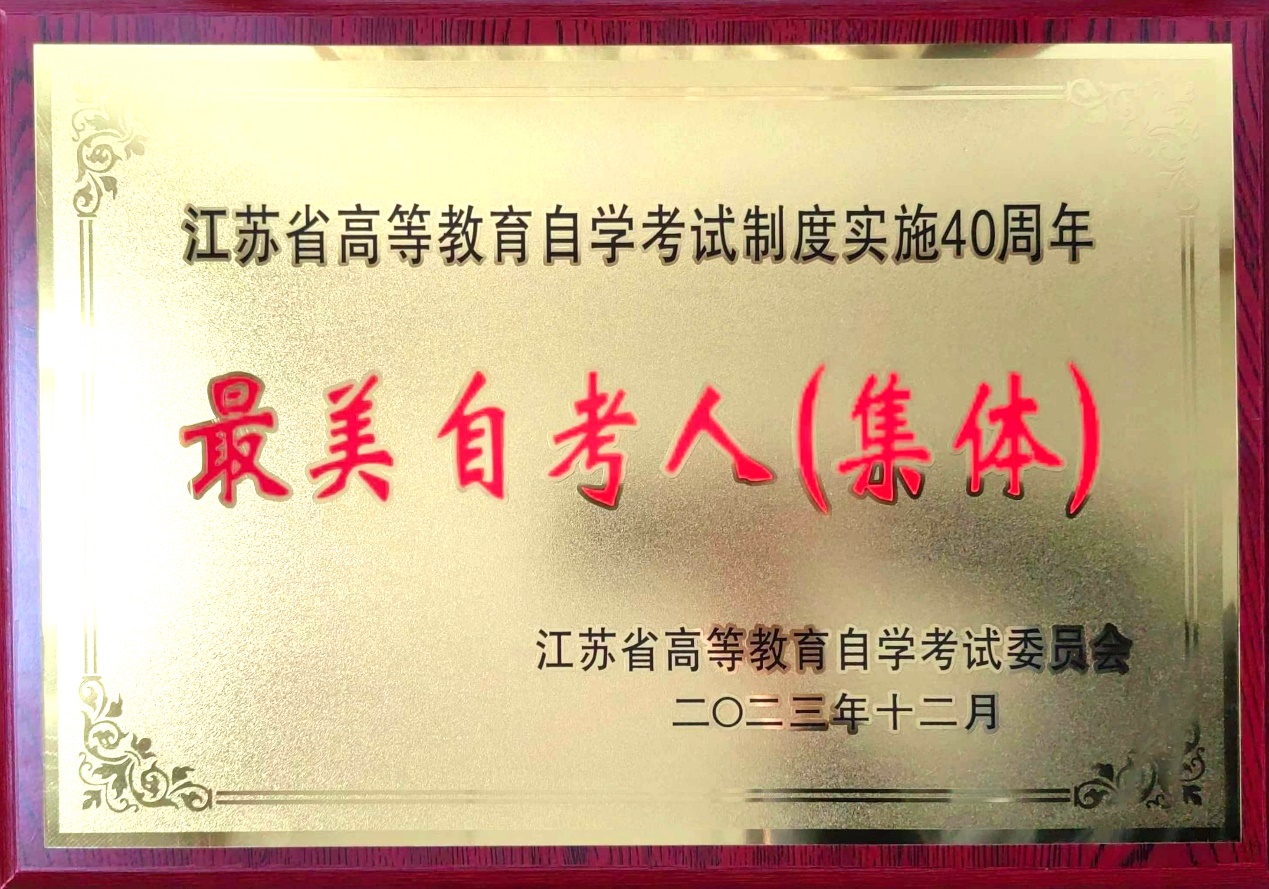 江苏省高等教育自学考试制度实施40周年
最美自考人(集体)
江苏省高等教育自学考试委员会
二〇二三年十二月